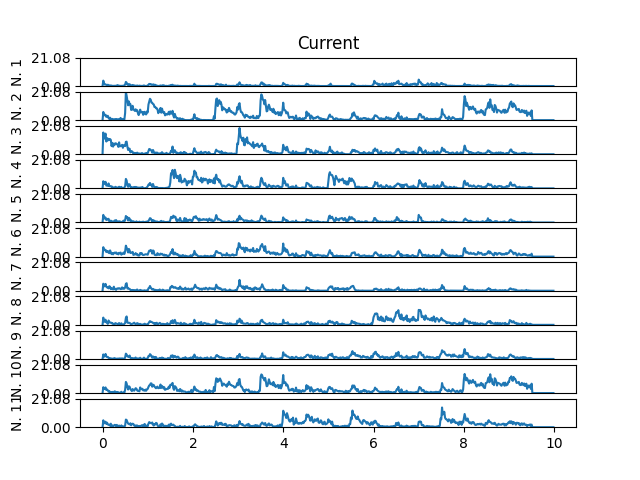 Current
21.08
0.00
N. 1
21.08
0.00
N. 2
21.08
0.00
N. 3
21.08
0.00
N. 4
21.08
0.00
N. 5
21.08
0.00
N. 6
21.08
0.00
N. 7
21.08
0.00
N. 8
21.08
0.00
N. 9
21.08
0.00
N. 10
21.08
0.00
N. 11
0 2 4 6 8 10